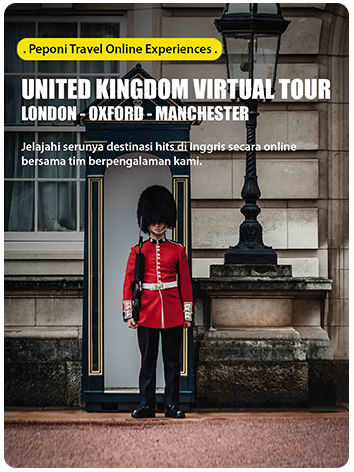 . Peponi Travel Online Experiences .
UNITED KINGDOM VIRTUAL TOUR
LONDON - OXFORD - MANCHESTER
Jelajahi serunya destinasi hits di Inggris secara online
bersama tim berpengalaman kami.